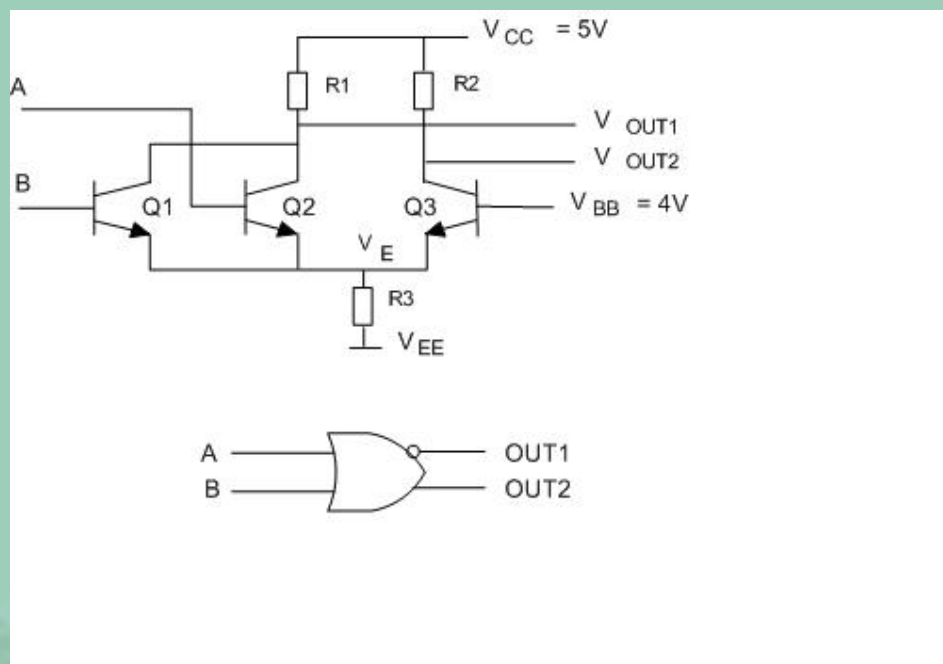 V CC = 5V
A
R1
R2
V OUT1
V OUT2
B
Q1
Q2
Q3
V BB = 4V
V E
R3
V EE
A
OUT1
B
OUT2